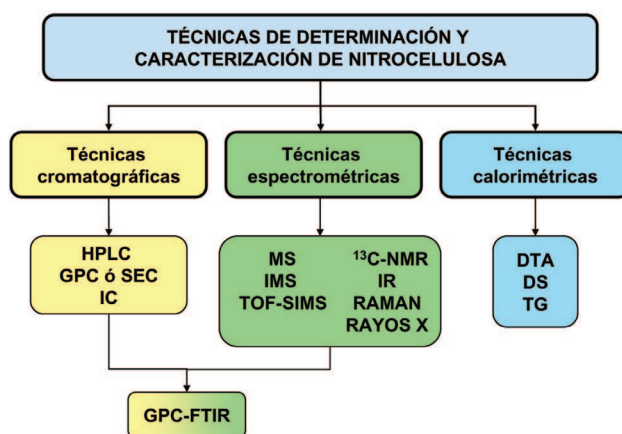 TÉCNICAS DE DETERMINACIÓN Y
CARACTERIZACIÓN DE NITROCELULOSA
Técnicas
cromatográficas
Técnicas
espectrométricas
Técnicas
calorimétricas
HPLC
GPC ó SEC
IC
MS
IMS
TOF-SIMS
¹³C-NMR
IR
RAMAN
RAYOS X
DTA
DS
TG
GPC-FTIR